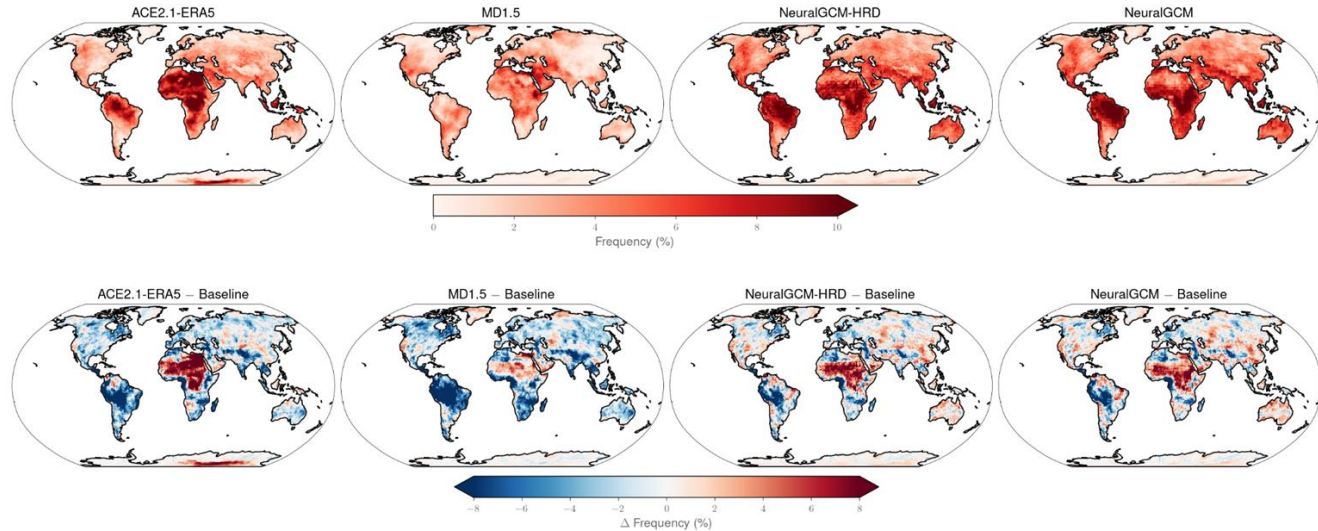 ACE2.1-ERA5 MD1.5 NeuralGCM-HRD NeuralGCM
0 2 4 6 8 10
Frequency (%)
ACE2.1-ERA5 − Baseline MD1.5 − Baseline NeuralGCM-HRD − Baseline NeuralGCM − Baseline
−8 −6 −4 −2 0 2 4 6 8
Δ Frequency (%)